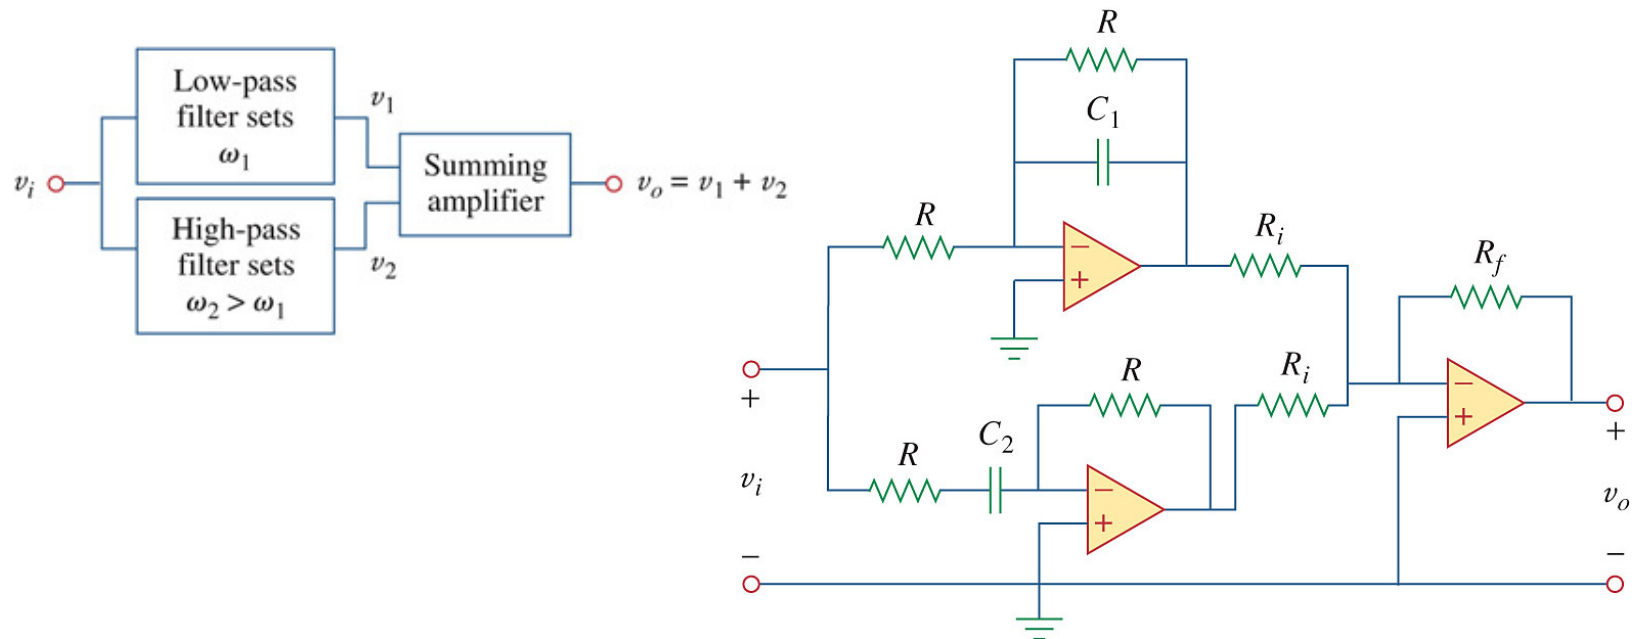 Low-pass
filter sets
ω₁
v₁
vᵢ
Summing
amplifier
vₒ = v₁ + v₂
High-pass
filter sets
ω₂ > ω₁
v₂
R
C₁
R
−
+
Rᵢ
R_f
−
+
+
R
Rᵢ
+
R
C₂
−
+
vᵢ
vₒ
−
−